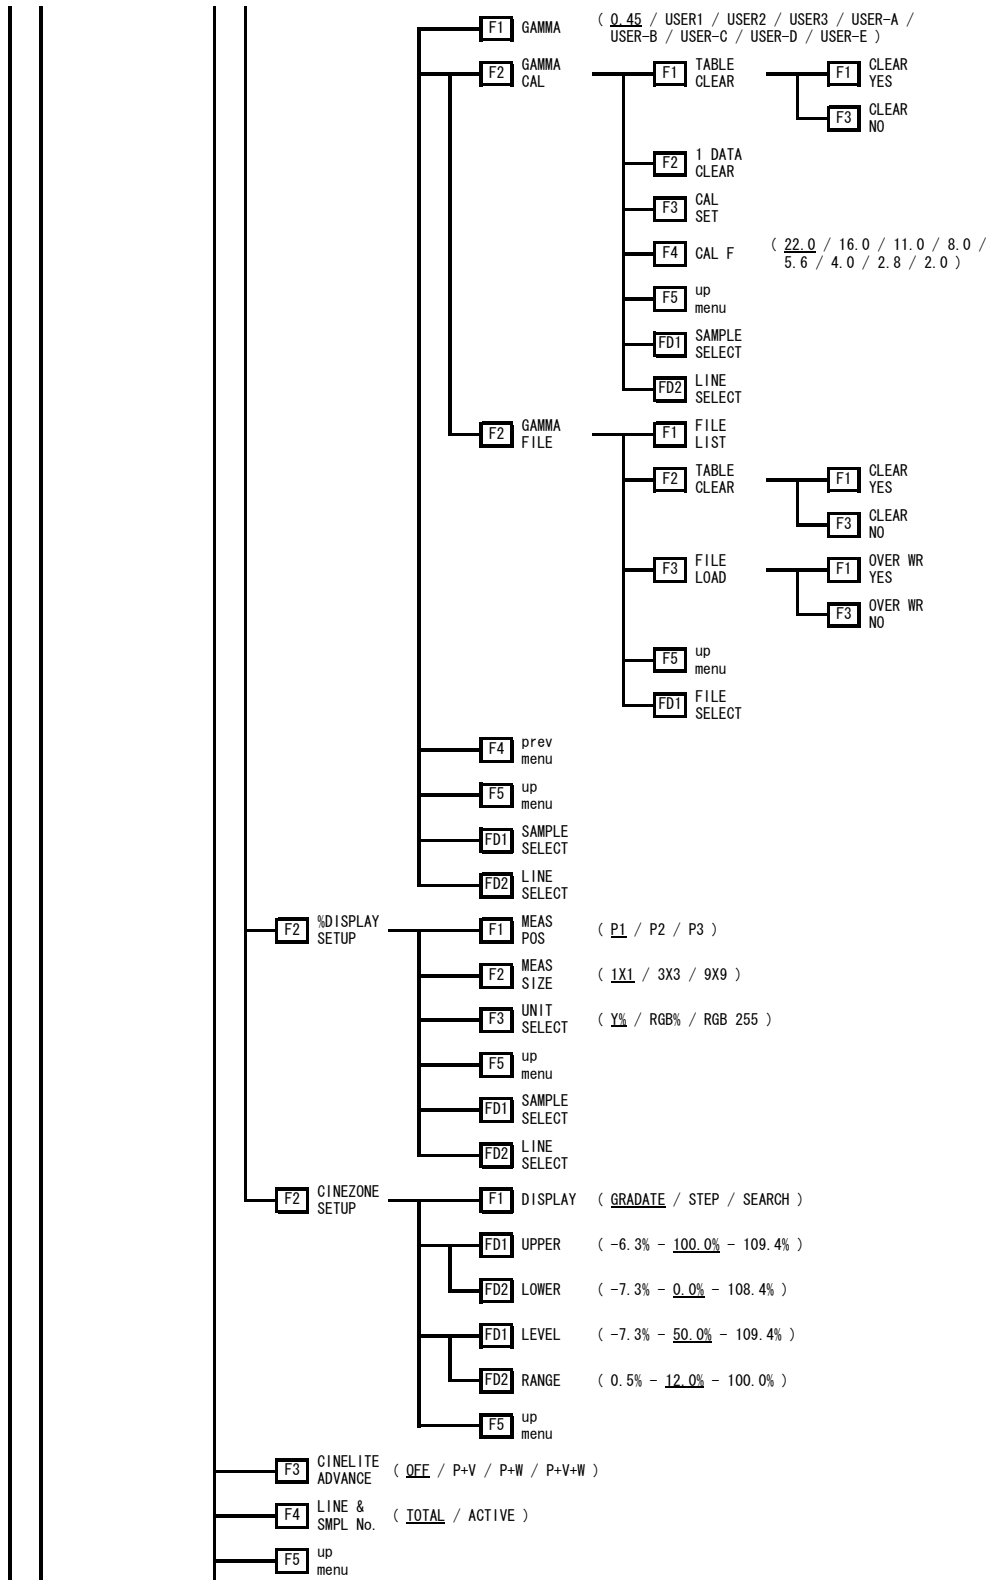 F1 GAMMA ( 0.45 / USER1 / USER2 / USER3 / USER-A /
USER-B / USER-C / USER-D / USER-E )
F2 GAMMA
CAL
F1 TABLE
CLEAR
F1 CLEAR
YES
F3 CLEAR
NO
F2 1 DATA
CLEAR
F3 CAL
SET
F4 CAL F ( 22.0 / 16.0 / 11.0 / 8.0 /
5.6 / 4.0 / 2.8 / 2.0 )
F5 up
menu
FD1 SAMPLE
SELECT
FD2 LINE
SELECT
F2 GAMMA
FILE
F1 FILE
LIST
F2 TABLE
CLEAR
F1 CLEAR
YES
F3 CLEAR
NO
F3 FILE
LOAD
F1 OVER WR
YES
F3 OVER WR
NO
F5 up
menu
FD1 FILE
SELECT
F4 prev
menu
F5 up
menu
FD1 SAMPLE
SELECT
FD2 LINE
SELECT
F2 %DISPLAY
SETUP
F1 MEAS
POS
( P1 / P2 / P3 )
F2 MEAS
SIZE
( 1X1 / 3X3 / 9X9 )
F3 UNIT
SELECT
( Y% / RGB% / RGB 255 )
F5 up
menu
FD1 SAMPLE
SELECT
FD2 LINE
SELECT
F2 CINEZONE
SETUP
F1 DISPLAY ( GRADATE / STEP / SEARCH )
FD1 UPPER ( -6.3% - 100.0% - 109.4% )
FD2 LOWER ( -7.3% - 0.0% - 108.4% )
FD1 LEVEL ( -7.3% - 50.0% - 109.4% )
FD2 RANGE ( 0.5% - 12.0% - 100.0% )
F5 up
menu
F3 CINELITE
ADVANCE
( OFF / P+V / P+W / P+V+W )
F4 LINE &
SMPL No.
( TOTAL / ACTIVE )
F5 up
menu